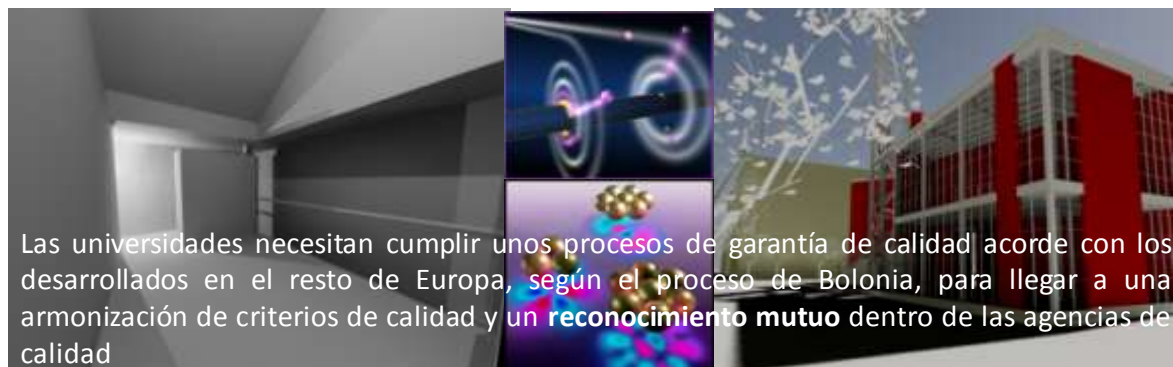 Las universidades necesitan cumplir unos procesos de garantía de calidad acorde con los
desarrollados en el resto de Europa, según el proceso de Bolonia, para llegar a una
armonización de criterios de calidad y un reconocimiento mutuo dentro de las agencias de
calidad